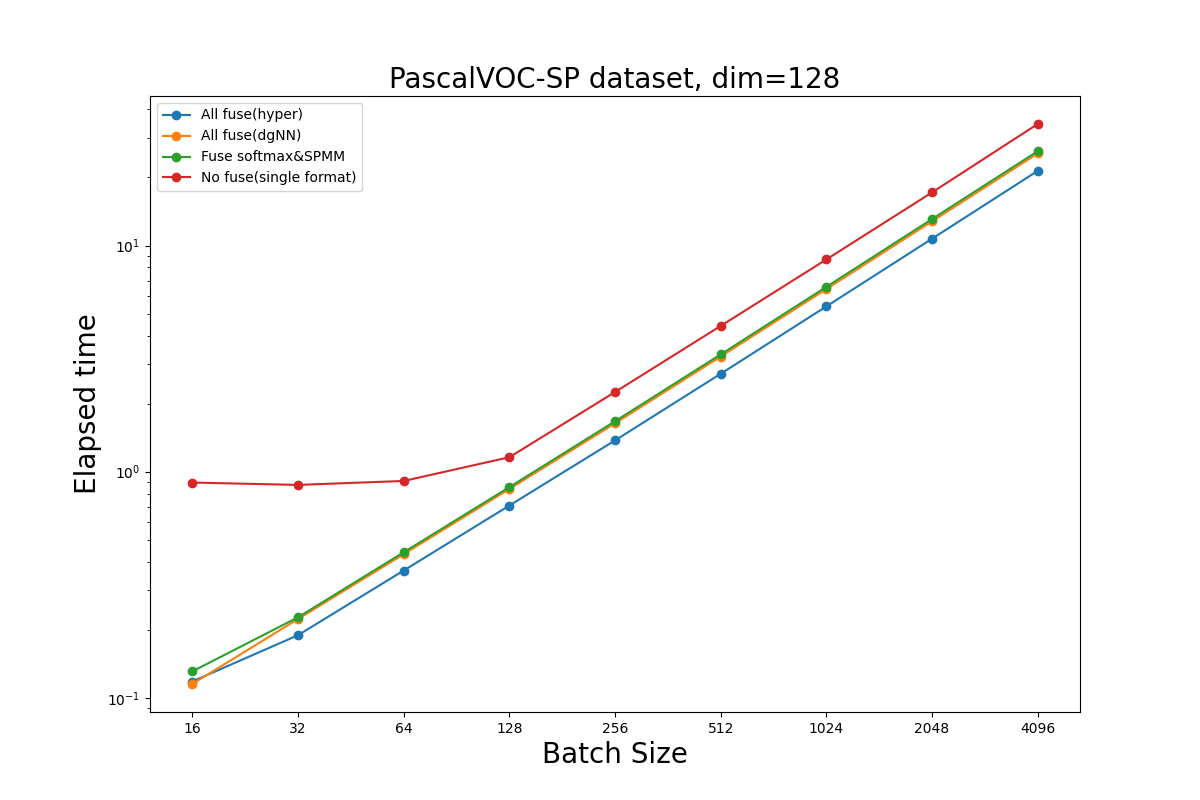 PascalVOC-SP dataset, dim=128
All fuse(hyper)
All fuse(dgNN)
Fuse softmax&SPMM
No fuse(single format)
Elapsed time
10¹
10⁰
10⁻¹
16 32 64 128 256 512 1024 2048 4096
Batch Size